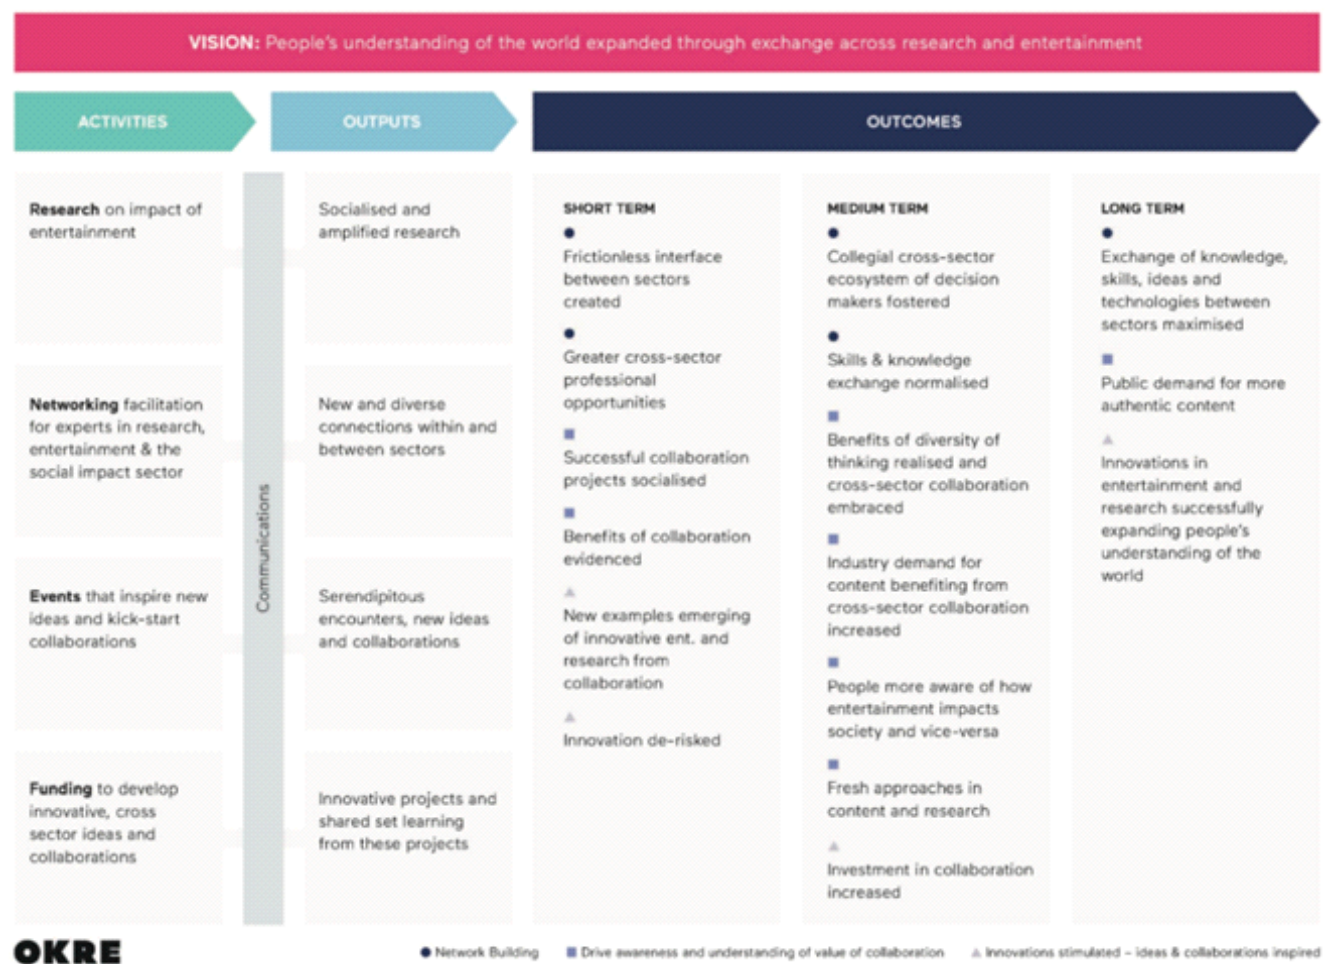 VISION: People's understanding of the world expanded through exchange across research and entertainment
ACTIVITIES
OUTPUTS
OUTCOMES
Research on impact of
entertainment
Networking facilitation
for experts in research,
entertainment & the
social impact sector
Events that inspire new
ideas and kick-start
collaborations
Funding to develop
innovative, cross
sector ideas and
collaborations
Communications
Socialised and
amplified research
New and diverse
connections within and
between sectors
Serendipitous
encounters, new ideas
and collaborations
Innovative projects and
shared set learning
from these projects
SHORT TERM
Frictionless interface
between sectors
created
Greater cross-sector
professional
opportunities
Successful collaboration
projects socialised
Benefits of collaboration
evidenced
New examples emerging
of innovative ent. and
research from
collaboration
Innovation de-risked
MEDIUM TERM
Collegial cross-sector
ecosystem of decision
makers fostered
Skills & knowledge
exchange normalised
Benefits of diversity of
thinking realised and
cross-sector collaboration
embraced
Industry demand for
content benefiting from
cross-sector collaboration
increased
People more aware of how
entertainment impacts
society and vice-versa
Fresh approaches in
content and research
Investment in collaboration
increased
LONG TERM
Exchange of knowledge,
skills, ideas and
technologies between
sectors maximised
Public demand for more
authentic content
Innovations in
entertainment and
research successfully
expanding people's
understanding of the
world
OKRE
Network Building
Drive awareness and understanding of value of collaboration
Innovations stimulated – ideas & collaborations inspired